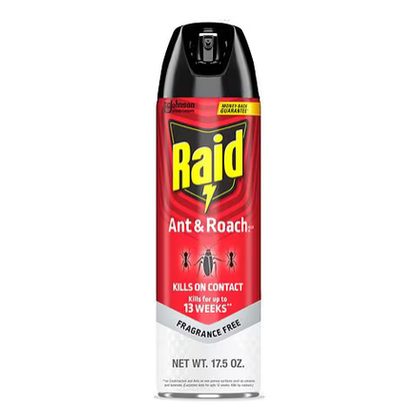 Johnson
MONEY-BACK
GUARANTEE
Raid
Ant & Roach
KILLS ON CONTACT
Kills for up to
13 WEEKS**
FRAGRANCE FREE
NET WT. 17.5 OZ.